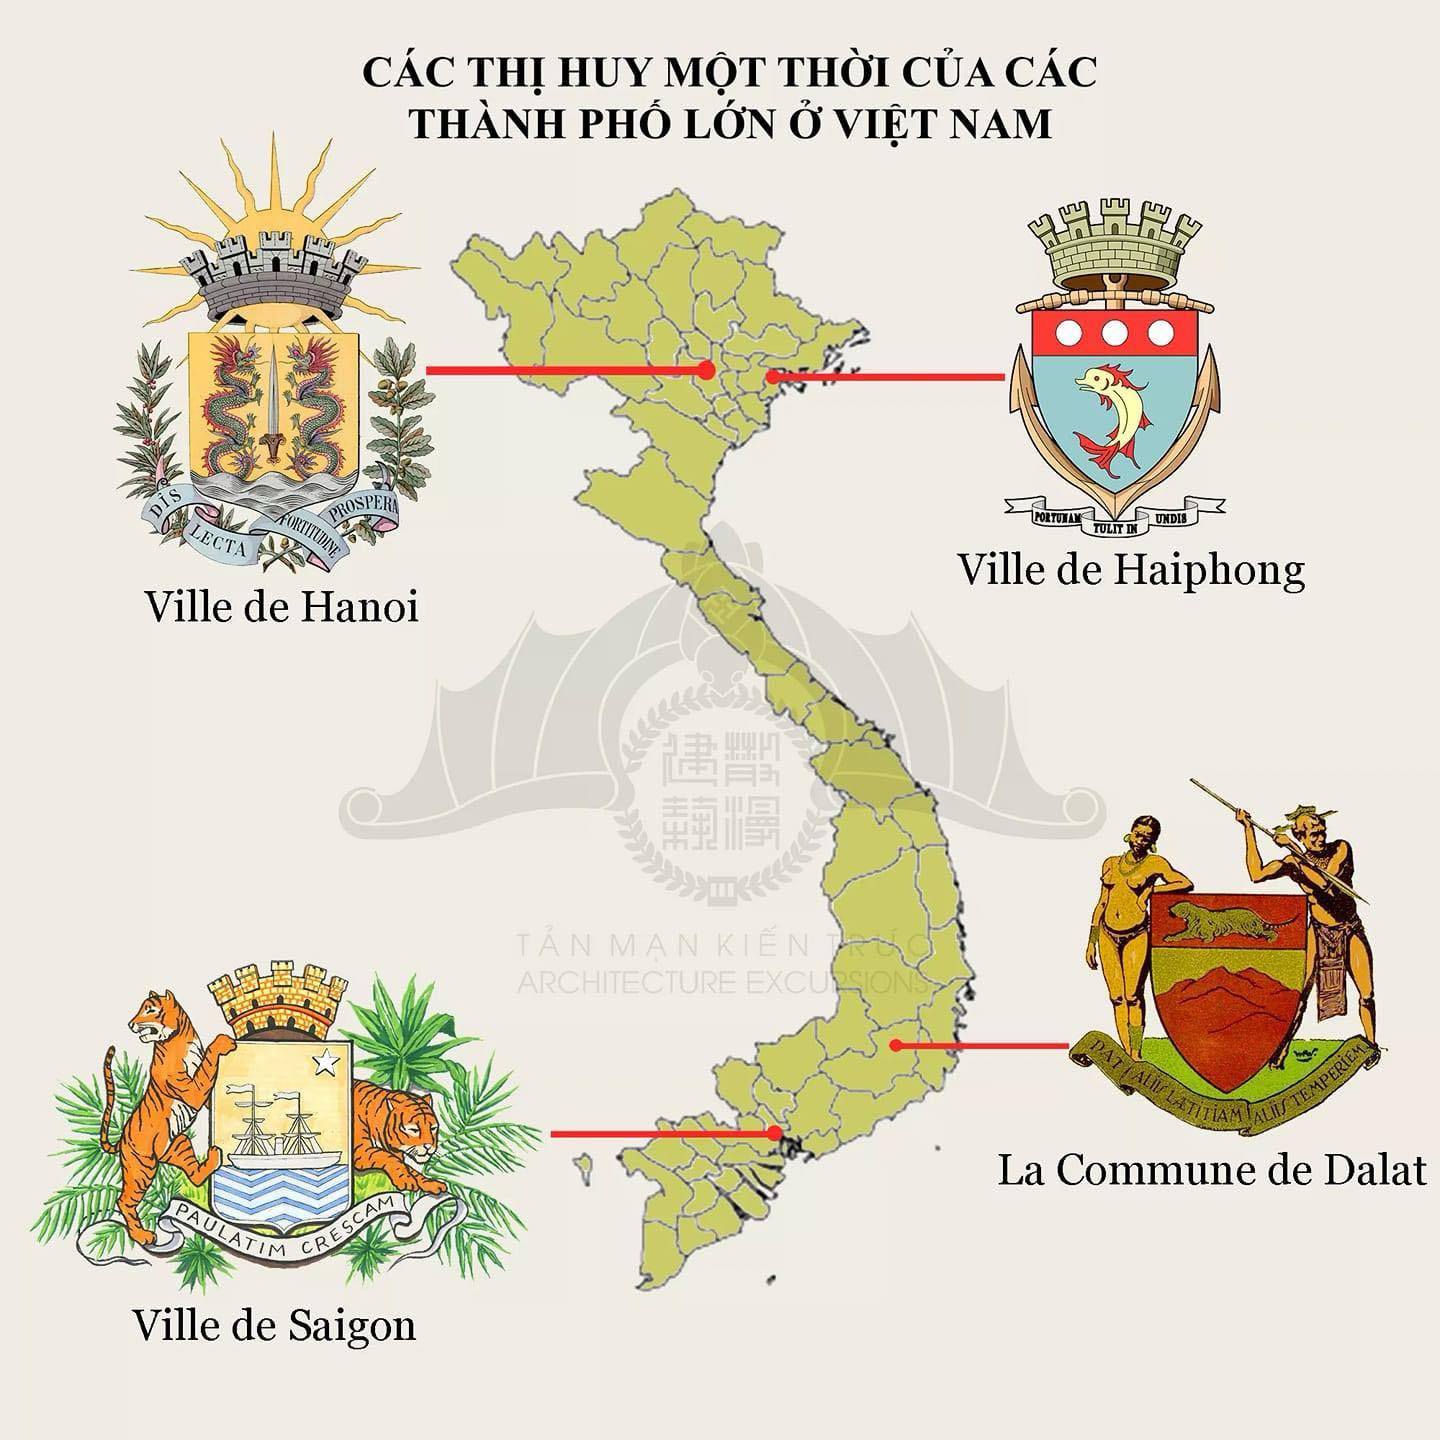 CÁC THỊ HUY MỘT THỜI CỦA CÁC
THÀNH PHỐ LỚN Ở VIỆT NAM
DIS LECTA FORTITUDINE PROSPERA
Ville de Hanoi
FORTUNAM TULIT IN UNDIS
Ville de Haiphong
TẢN MẠN KIẾN TRÚC
ARCHITECTURE EXCURSIONS
DAT ALIIS LÆTITIAM ALIIS TEMPERIEM
La Commune de Dalat
PAULATIM CRESCAM
Ville de Saigon